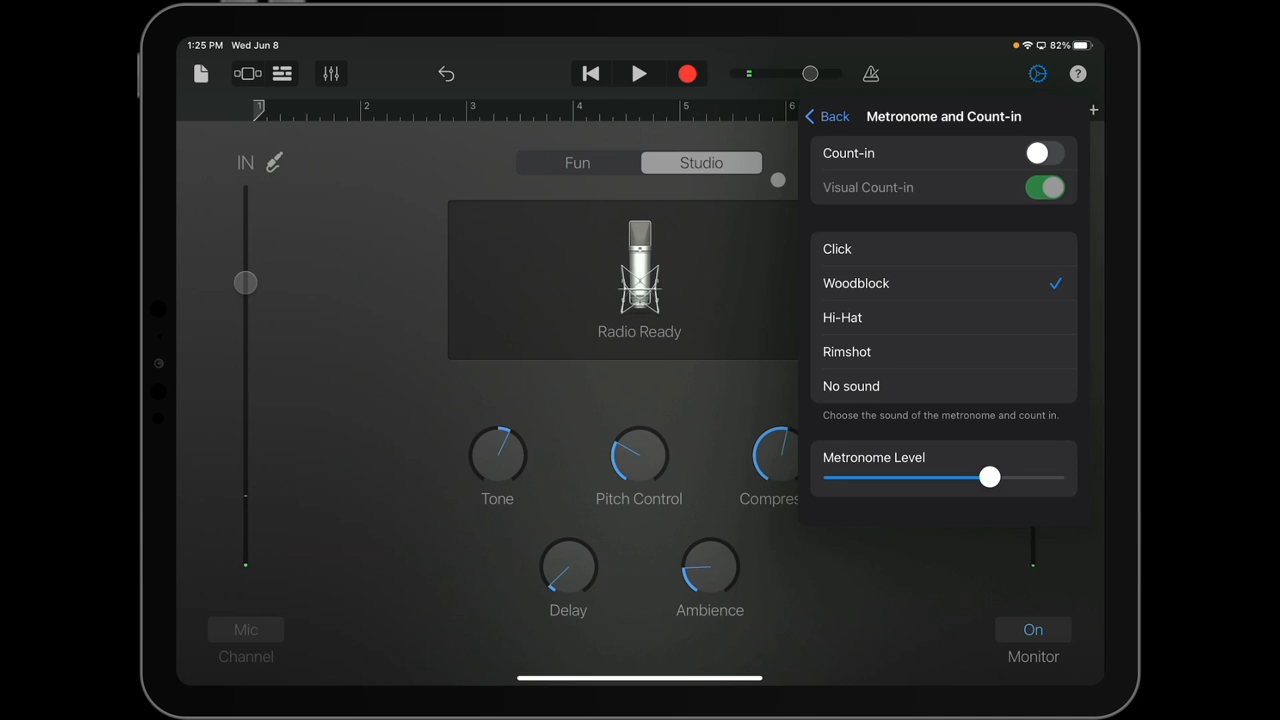 1:25 PM Wed Jun 8
82%
1 2 3 4 5 6
Back Metronome and Count-in
Count-in
Visual Count-in
IN
Fun Studio
Click
Woodblock
Hi-Hat
Radio Ready
Rimshot
No sound
Choose the sound of the metronome and count in.
Metronome Level
Tone Pitch Control Compres
Delay Ambience
Mic On
Channel Monitor